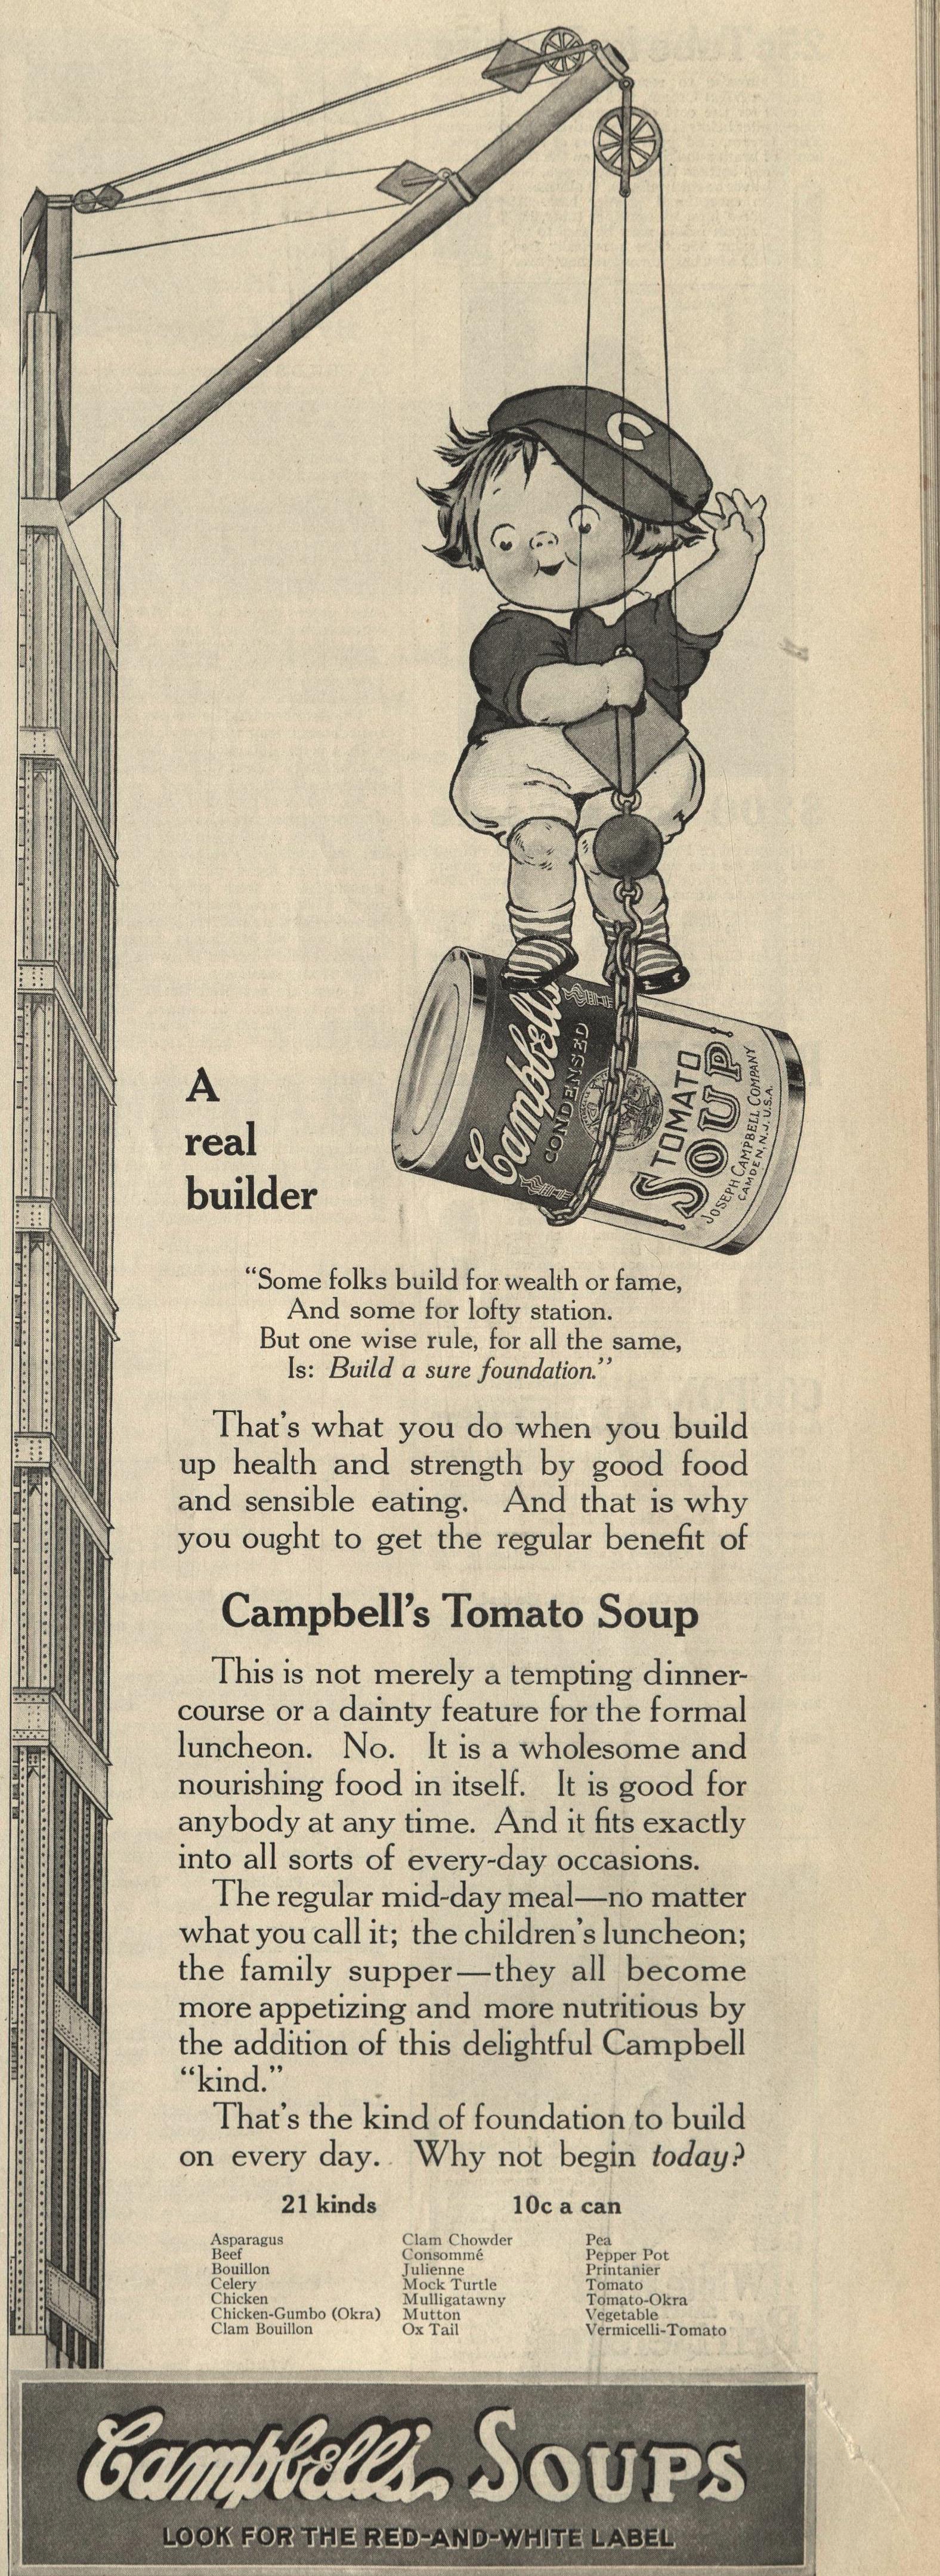 C
Campbell's
CONDENSED
TOMATO
SOUP
JOSEPH CAMPBELL COMPANY
CAMDEN, N.J., U.S.A.
A
real
builder
“Some folks build for wealth or fame,
And some for lofty station.
But one wise rule, for all the same,
Is: Build a sure foundation.”
That's what you do when you build
up health and strength by good food
and sensible eating. And that is why
you ought to get the regular benefit of
Campbell's Tomato Soup
This is not merely a tempting dinner-
course or a dainty feature for the formal
luncheon. No. It is a wholesome and
nourishing food in itself. It is good for
anybody at any time. And it fits exactly
into all sorts of every-day occasions.
The regular mid-day meal—no matter
what you call it; the children's luncheon;
the family supper—they all become
more appetizing and more nutritious by
the addition of this delightful Campbell
“kind.”
That's the kind of foundation to build
on every day. Why not begin today?
21 kinds 10c a can
Asparagus
Beef
Bouillon
Celery
Chicken
Chicken-Gumbo (Okra)
Clam Bouillon
Clam Chowder
Consommé
Julienne
Mock Turtle
Mulligatawny
Mutton
Ox Tail
Pea
Pepper Pot
Printanier
Tomato
Tomato-Okra
Vegetable
Vermicelli-Tomato
Campbell's SOUPS
LOOK FOR THE RED-AND-WHITE LABEL